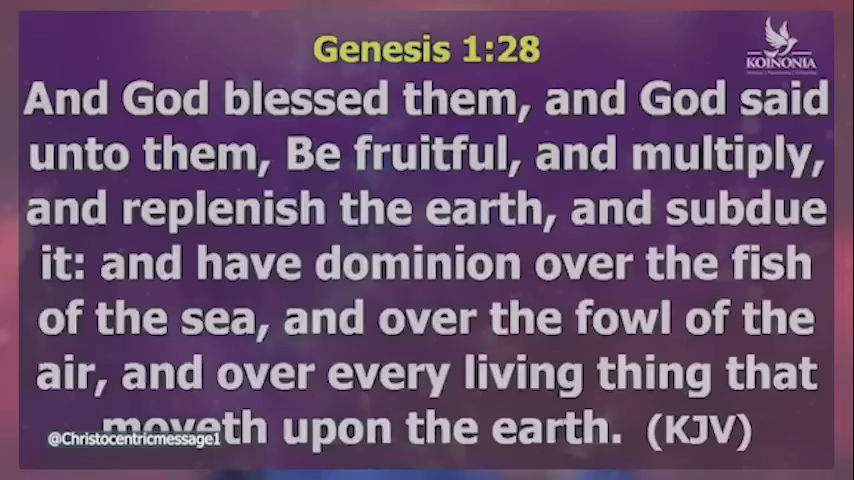 Genesis 1:28
KOINONIA
And God blessed them, and God said
unto them, Be fruitful, and multiply,
and replenish the earth, and subdue
it: and have dominion over the fish
of the sea, and over the fowl of the
air, and over every living thing that
moveth upon the earth. (KJV)
@Christocentricmessage1